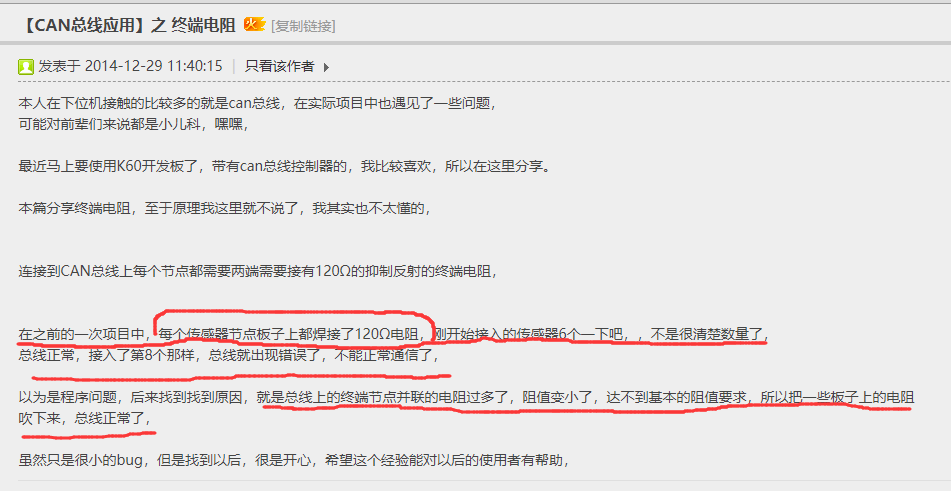 【CAN总线应用】之 终端电阻 火 [复制链接]
发表于 2014-12-29 11:40:15 | 只看该作者
本人在下位机接触的比较多的就是can总线，在实际项目中也遇见了一些问题，
可能对前辈们来说都是小儿科，嘿嘿，
最近马上要使用K60开发板了，带有can总线控制器的，我比较喜欢，所以在这里分享。
本篇分享终端电阻，至于原理我这里就不说了，我其实也不太懂的，
连接到CAN总线上每个节点都需要两端需要接有120Ω的抑制反射的终端电阻，
在之前的一次项目中，每个传感器节点板子上都焊接了120Ω电阻，刚开始接入的传感器6个一下吧，，不是很清楚数量了，
总线正常，接入了第8个那样，总线就出现错误了，不能正常通信了，
以为是程序问题，后来找到找到原因，就是总线上的终端节点并联的电阻过多了，阻值变小了，达不到基本的阻值要求，所以把一些板子上的电阻
吹下来，总线正常了，
虽然只是很小的bug，但是找到以后，很是开心，希望这个经验能对以后的使用者有帮助，